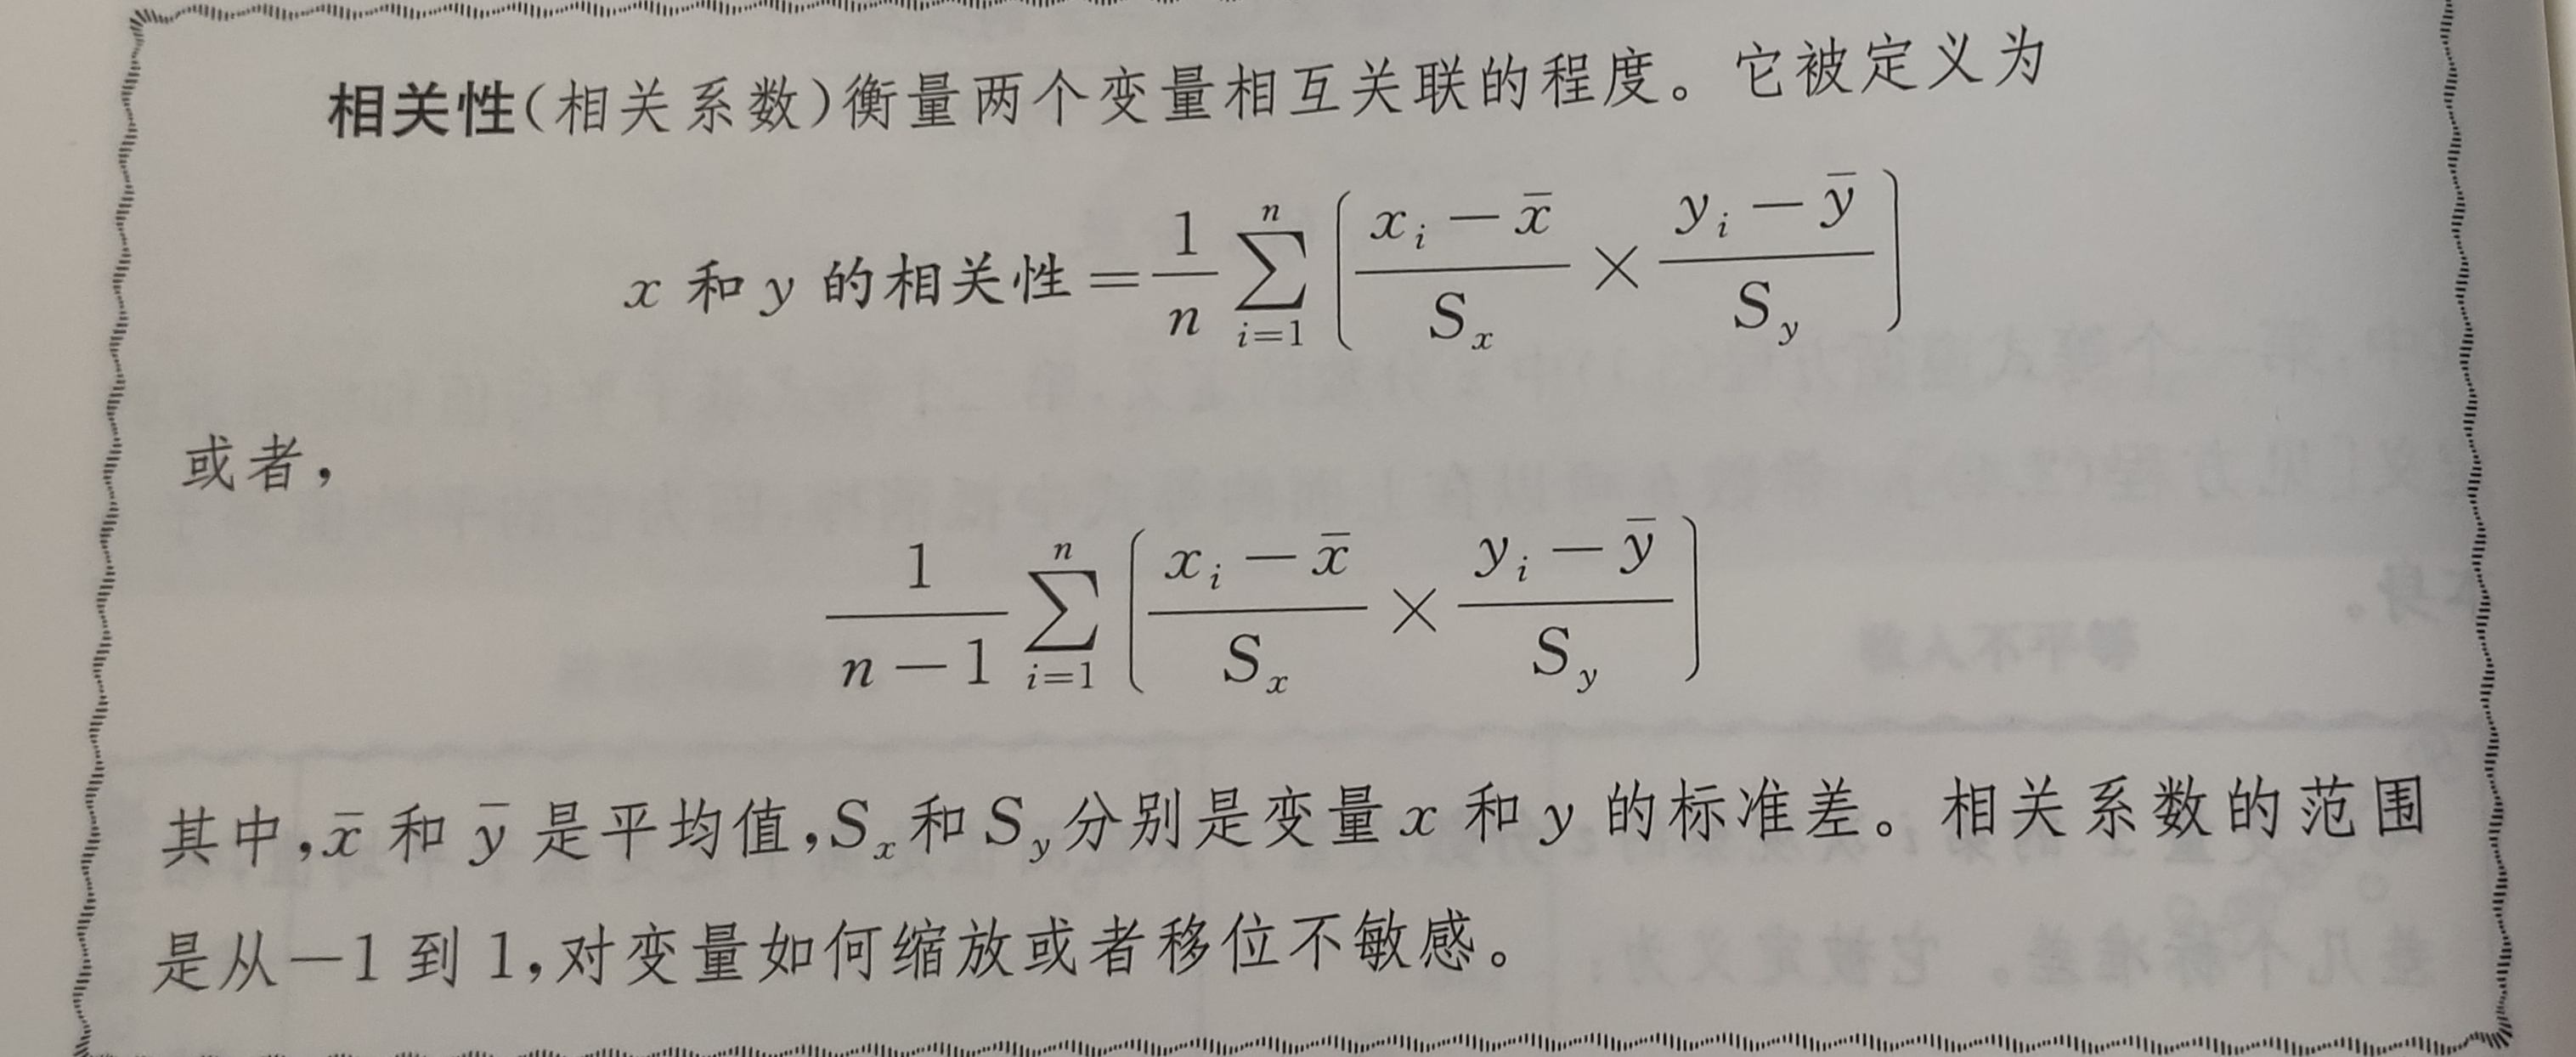 相关性(相关系数)衡量两个变量相互关联的程度。它被定义为
x 和 y 的相关性 = \frac{1}{n} \sum_{i=1}^{n} \left( \frac{x_i - \bar{x}}{S_x} \times \frac{y_i - \bar{y}}{S_y} \right)
或者,
\frac{1}{n-1} \sum_{i=1}^{n} \left( \frac{x_i - \bar{x}}{S_x} \times \frac{y_i - \bar{y}}{S_y} \right)
其中,\bar{x} 和 \bar{y} 是平均值,S_x 和 S_y 分别是变量 x 和 y 的标准差。相关系数的范围
是从 -1 到 1,对变量如何缩放或者移位不敏感。